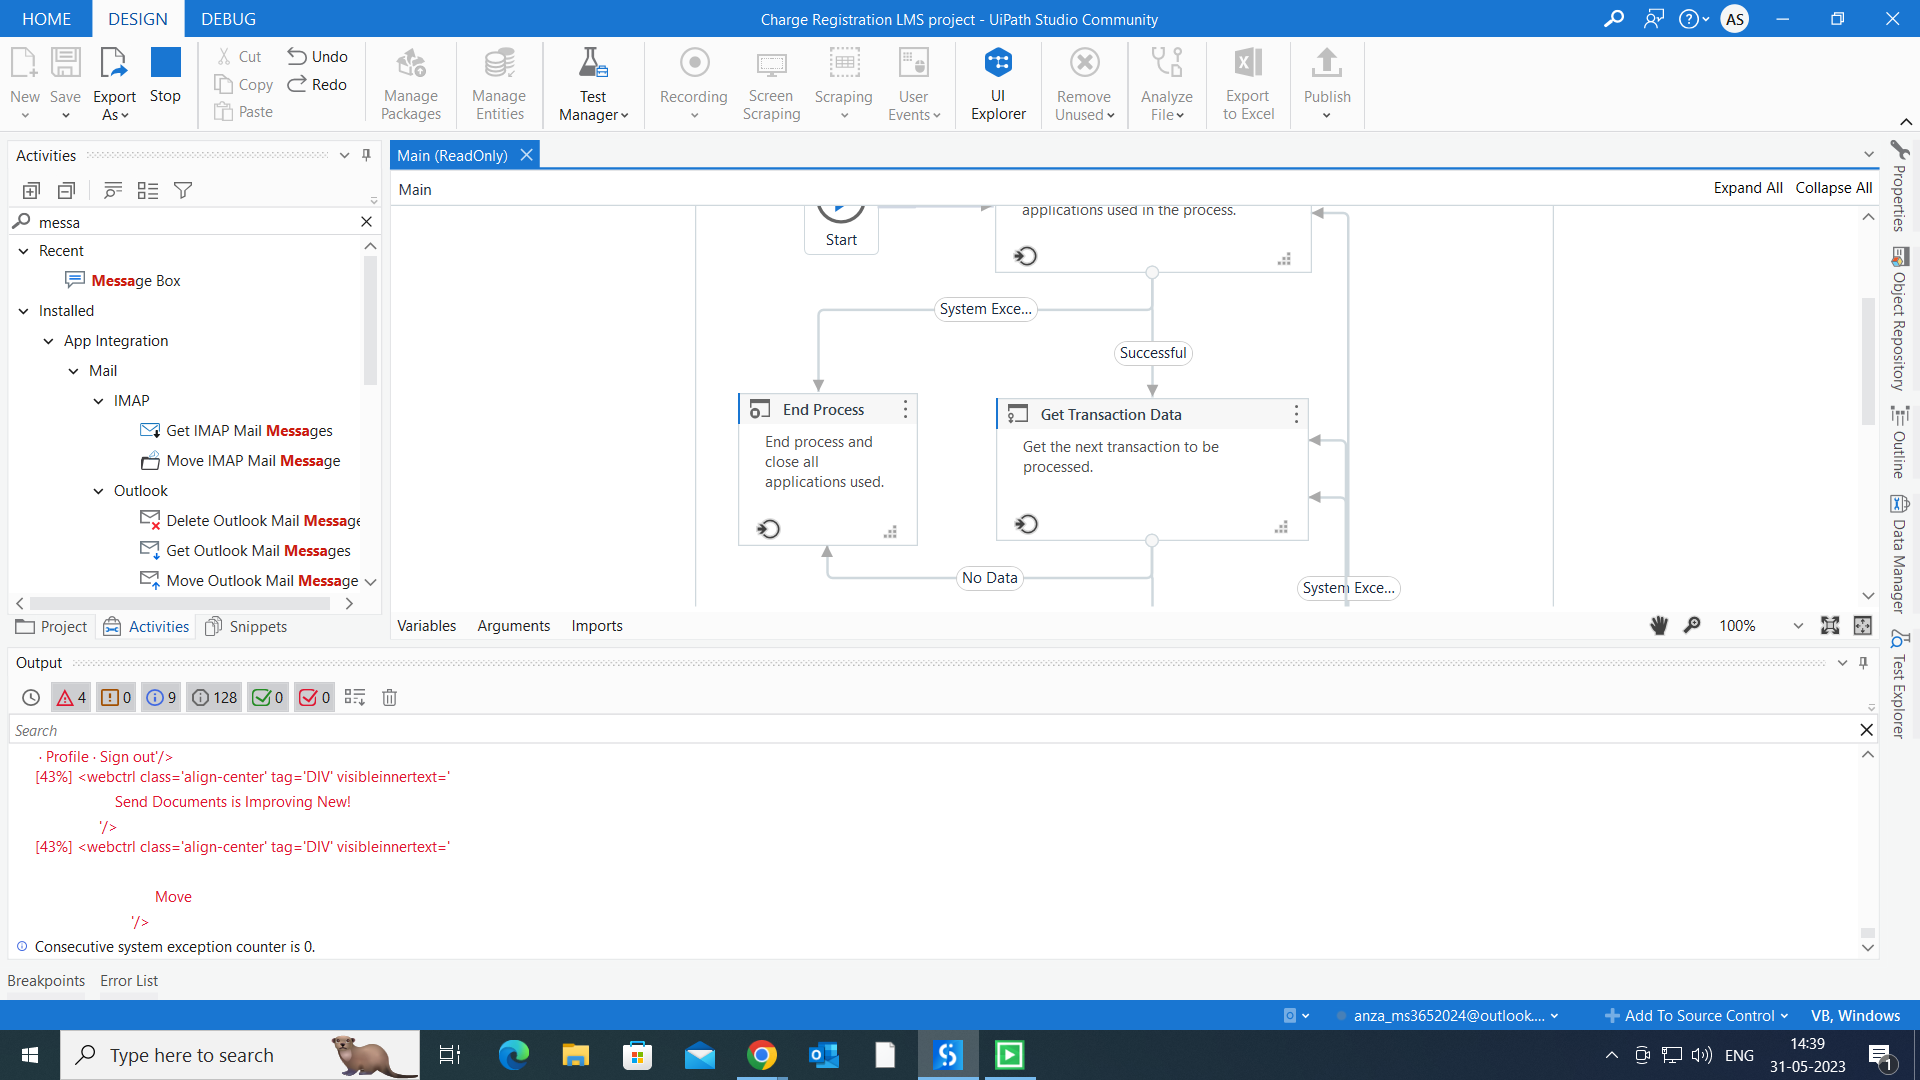 HOME DESIGN DEBUG
Charge Registration LMS project - UiPath Studio Community
AS
New
Save
Export As
Stop
Cut
Copy
Paste
Undo
Redo
Manage Packages
Manage Entities
Test Manager
Recording
Screen Scraping
Scraping
User Events
UI Explorer
Remove Unused
Analyze File
Export to Excel
Publish
Activities
messa
Recent
Message Box
Installed
App Integration
Mail
IMAP
Get IMAP Mail Messages
Move IMAP Mail Message
Outlook
Delete Outlook Mail Message
Get Outlook Mail Messages
Move Outlook Mail Message
Project Activities Snippets
Main (ReadOnly)
Main
Expand All Collapse All
Start
applications used in the process.
System Exce...
Successful
End Process
End process and
close all
applications used.
Get Transaction Data
Get the next transaction to be
processed.
No Data
System Exce...
Variables Arguments Imports
100%
Properties
Object Repository
Outline
Data Manager
Test Explorer
Output
4 0 9 128 0 0
Search
· Profile · Sign out'/>
[43%] <webctrl class='align-center' tag='DIV' visibleinnertext='
Send Documents is Improving New!
'/>
[43%] <webctrl class='align-center' tag='DIV' visibleinnertext='
Move
'/>
Consecutive system exception counter is 0.
Breakpoints Error List
anza_ms3652024@outlook.... Add To Source Control VB, Windows
Type here to search
ENG
14:39
31-05-2023
1